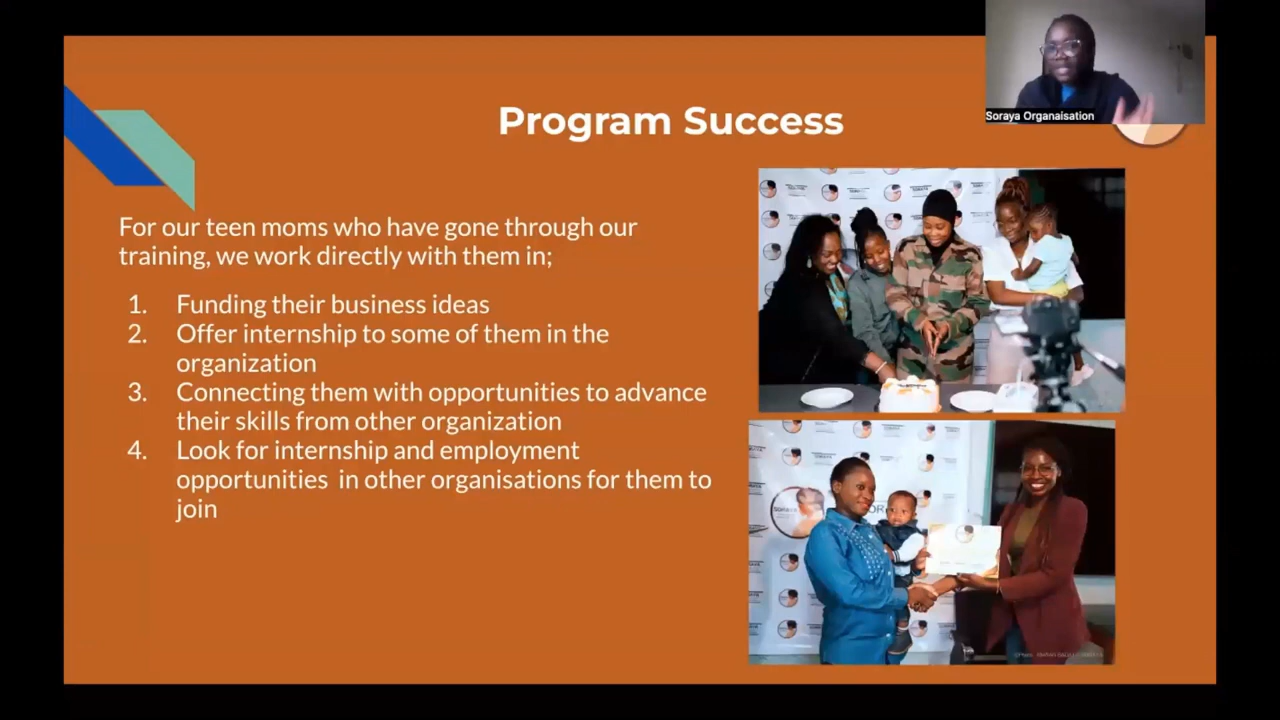 Soraya Organaisation
Program Success
For our teen moms who have gone through our
training, we work directly with them in;
1. Funding their business ideas
2. Offer internship to some of them in the
organization
3. Connecting them with opportunities to advance
their skills from other organization
4. Look for internship and employment
opportunities in other organisations for them to
join